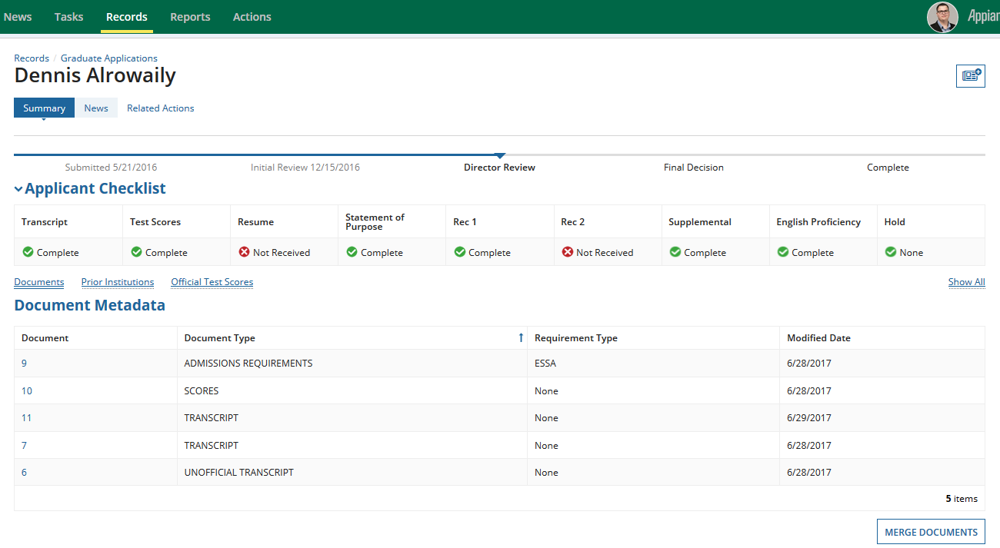 News Tasks Records Reports Actions Appian
Records / Graduate Applications
Dennis Alrowaily
Summary News Related Actions
Submitted 5/21/2016 Initial Review 12/15/2016 Director Review Final Decision Complete
Applicant Checklist
Transcript Test Scores Resume Statement of Purpose Rec 1 Rec 2 Supplemental English Proficiency Hold
Complete Complete Not Received Complete Complete Not Received Complete Complete None
Documents Prior Institutions Official Test Scores Show All
Document Metadata
Document Document Type ↑ Requirement Type Modified Date
9 ADMISSIONS REQUIREMENTS ESSA 6/28/2017
10 SCORES None 6/28/2017
11 TRANSCRIPT None 6/29/2017
7 TRANSCRIPT None 6/28/2017
6 UNOFFICIAL TRANSCRIPT None 6/28/2017
5 items
MERGE DOCUMENTS